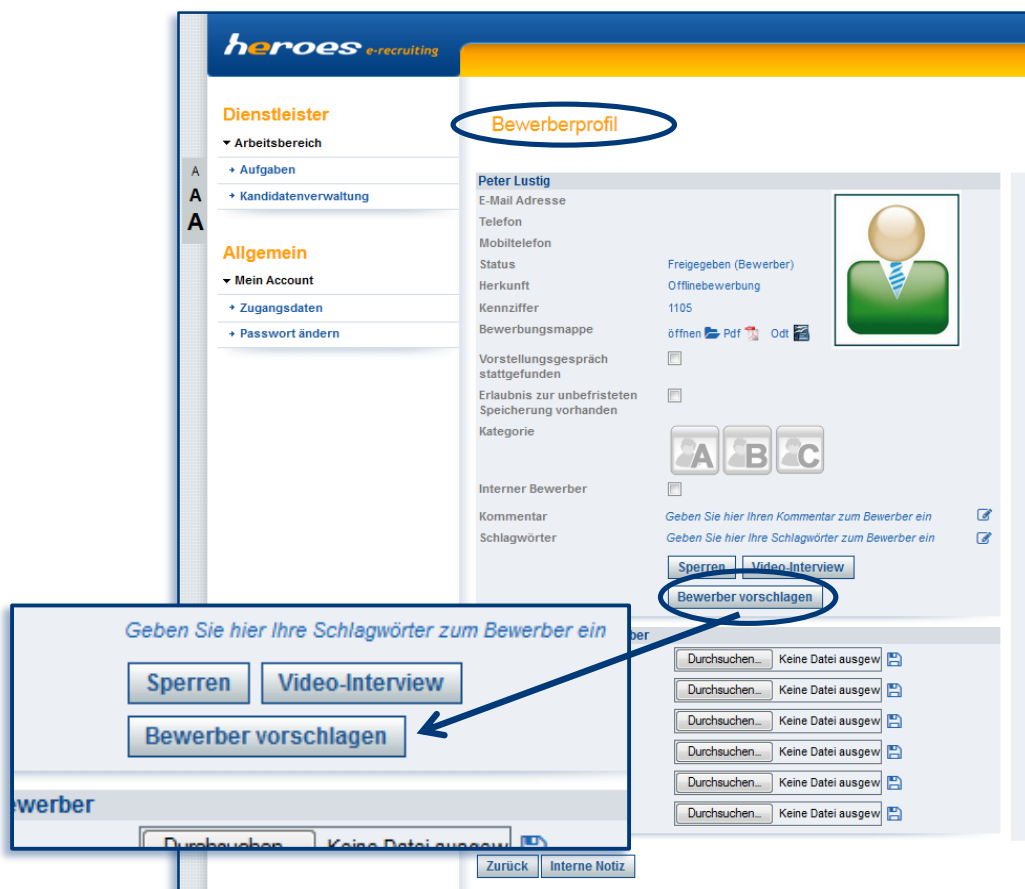 heroes e-recruiting
Dienstleister
Arbeitsbereich
Aufgaben
Kandidatenverwaltung
Allgemein
Mein Account
Zugangsdaten
Passwort ändern
A
A
A
Bewerberprofil
Peter Lustig
E-Mail Adresse
Telefon
Mobiltelefon
Status Freigegeben (Bewerber)
Herkunft Offlinebewerbung
Kennziffer 1105
Bewerbungsmappe öffnen Pdf Odt
Vorstellungsgespräch
stattgefunden
Erlaubnis zur unbefristeten
Speicherung vorhanden
Kategorie A B C
Interner Bewerber
Kommentar Geben Sie hier Ihren Kommentar zum Bewerber ein
Schlagwörter Geben Sie hier Ihre Schlagwörter zum Bewerber ein
Sperren Video-Interview
Bewerber vorschlagen
ber
Durchsuchen... Keine Datei ausgew
Durchsuchen... Keine Datei ausgew
Durchsuchen... Keine Datei ausgew
Durchsuchen... Keine Datei ausgew
Durchsuchen... Keine Datei ausgew
Durchsuchen... Keine Datei ausgew
Zurück Interne Notiz
Geben Sie hier Ihre Schlagwörter zum Bewerber ein
Sperren Video-Interview
Bewerber vorschlagen
ewerber
Durchsuchen... Keine Datei ausgew